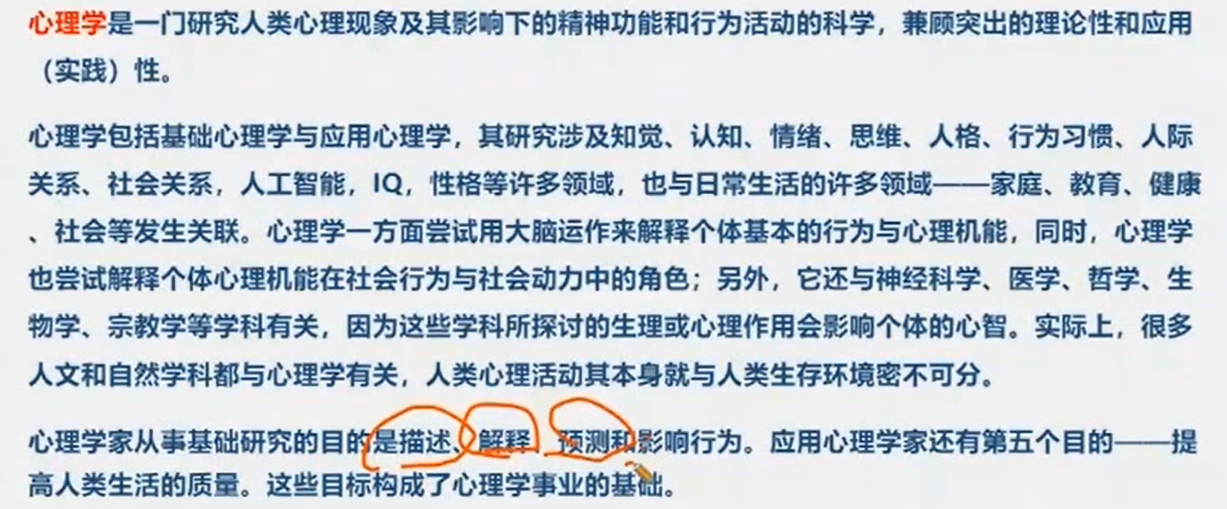 心理学是一门研究人类心理现象及其影响下的精神功能和行为活动的科学，兼顾突出的理论性和应用
（实践）性。
心理学包括基础心理学与应用心理学，其研究涉及知觉、认知、情绪、思维、人格、行为习惯、人际
关系、社会关系，人工智能，IQ，性格等许多领域，也与日常生活的许多领域——家庭、教育、健康
、社会等发生关联。心理学一方面尝试用大脑运作来解释个体基本的行为与心理机能，同时，心理学
也尝试解释个体心理机能在社会行为与社会动力中的角色；另外，它还与神经科学、医学、哲学、生
物学、宗教学等学科有关，因为这些学科所探讨的生理或心理作用会影响个体的心智。实际上，很多
人文和自然学科都与心理学有关，人类心理活动其本身就与人类生存环境密不可分。
心理学家从事基础研究的目的是描述、解释、预测和影响行为。应用心理学家还有第五个目的——提
高人类生活的质量。这些目标构成了心理学事业的基础。